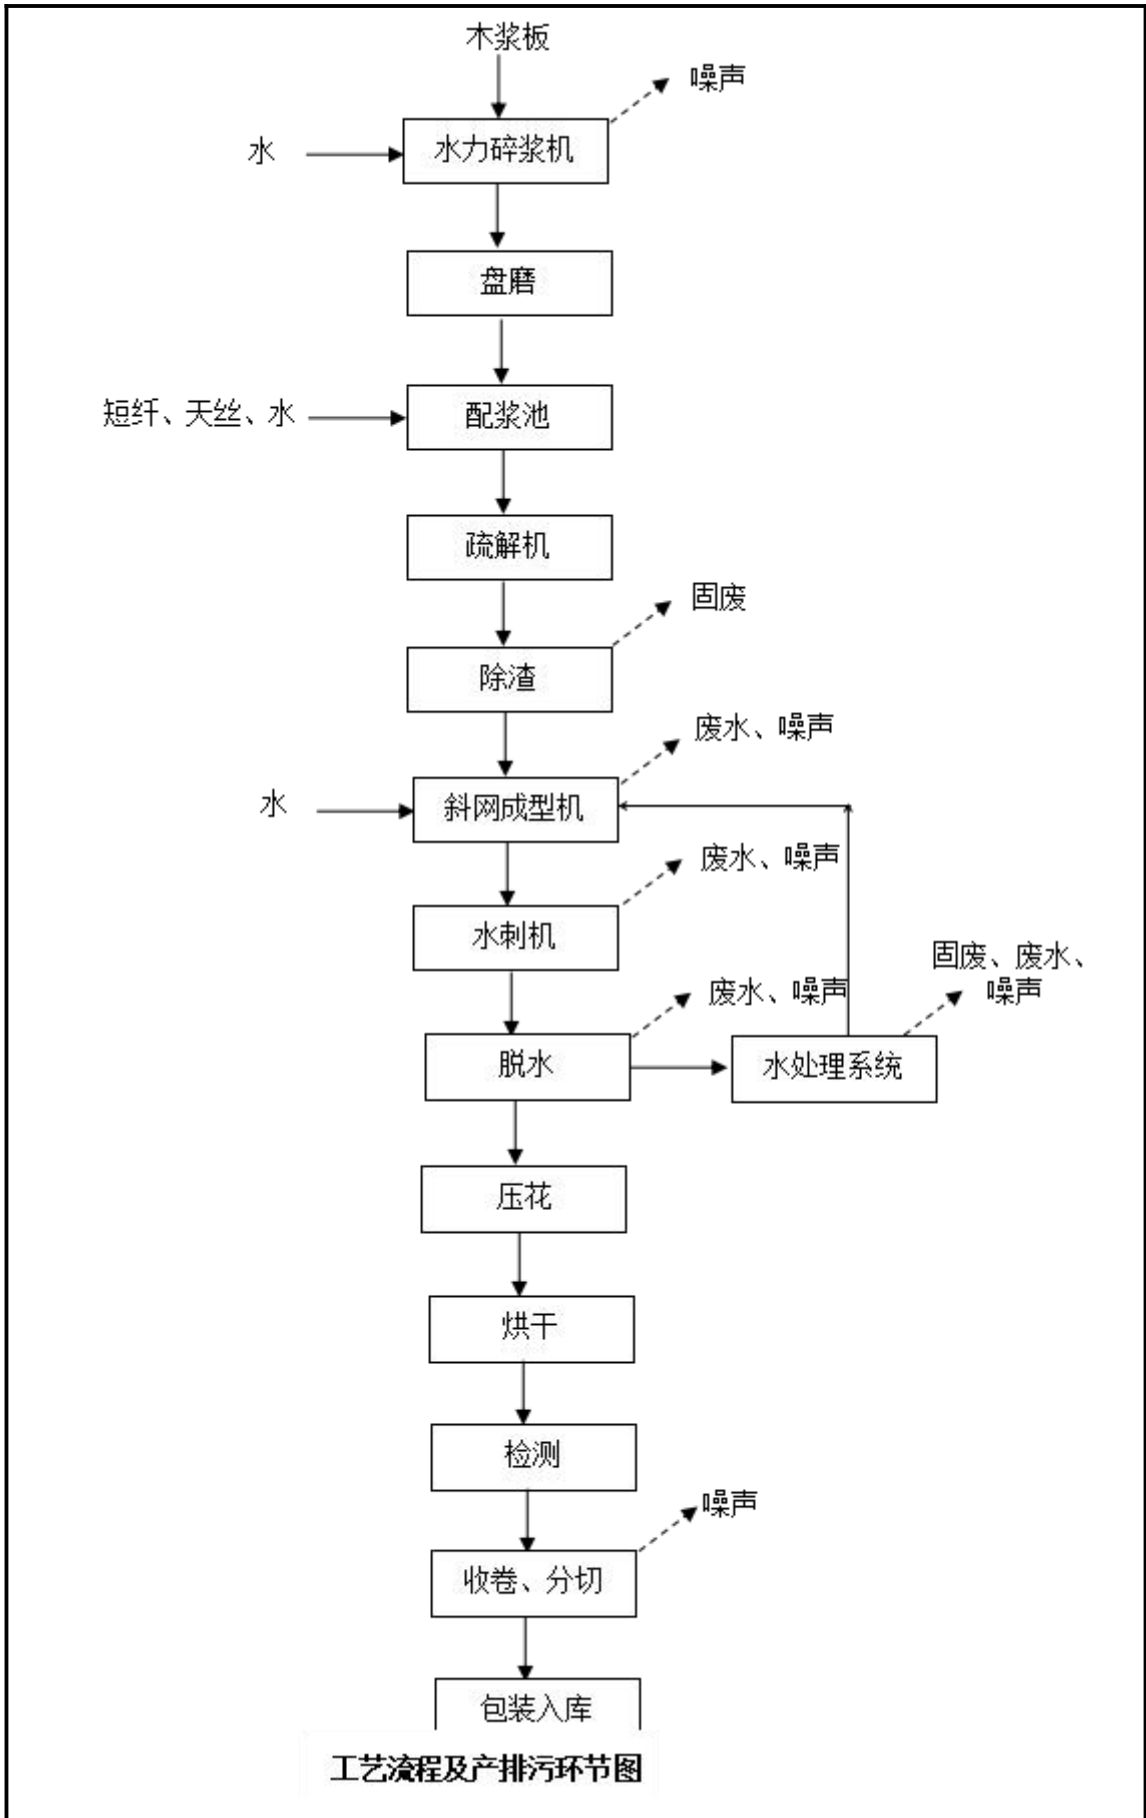 木浆板
噪声
水
水力碎浆机
盘磨
短纤、天丝、水
配浆池
疏解机
固废
除渣
废水、噪声
水
斜网成型机
废水、噪声
水刺机
固废、废水、
废水、噪声
噪声
脱水
水处理系统
压花
烘干
检测
噪声
收卷、分切
包装入库
工艺流程及产排污环节图